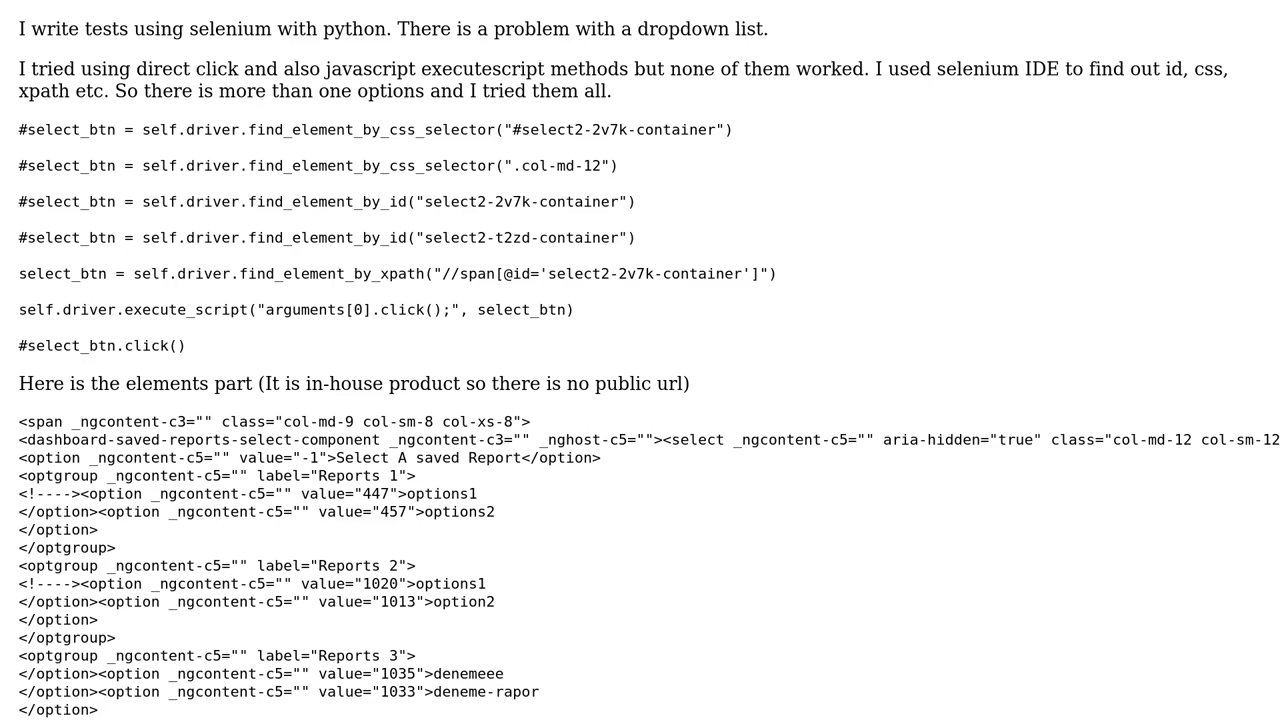 I write tests using selenium with python. There is a problem with a dropdown list.
I tried using direct click and also javascript executescript methods but none of them worked. I used selenium IDE to find out id, css,
xpath etc. So there is more than one options and I tried them all.
#select_btn = self.driver.find_element_by_css_selector("#select2-2v7k-container")
#select_btn = self.driver.find_element_by_css_selector(".col-md-12")
#select_btn = self.driver.find_element_by_id("select2-2v7k-container")
#select_btn = self.driver.find_element_by_id("select2-t2zd-container")
select_btn = self.driver.find_element_by_xpath("//span[@id='select2-2v7k-container']")
self.driver.execute_script("arguments[0].click();", select_btn)
#select_btn.click()
Here is the elements part (It is in-house product so there is no public url)
<span _ngcontent-c3="" class="col-md-9 col-sm-8 col-xs-8">
<dashboard-saved-reports-select-component _ngcontent-c3="" _nghost-c5=""><select _ngcontent-c5="" aria-hidden="true" class="col-md-12 col-sm-12
<option _ngcontent-c5="" value="-1">Select A saved Report</option>
<optgroup _ngcontent-c5="" label="Reports 1">
<!----><option _ngcontent-c5="" value="447">options1
</option><option _ngcontent-c5="" value="457">options2
</option>
</optgroup>
<optgroup _ngcontent-c5="" label="Reports 2">
<!----><option _ngcontent-c5="" value="1020">options1
</option><option _ngcontent-c5="" value="1013">option2
</option>
</optgroup>
<optgroup _ngcontent-c5="" label="Reports 3">
</option><option _ngcontent-c5="" value="1035">denemeee
</option><option _ngcontent-c5="" value="1033">deneme-rapor
</option>